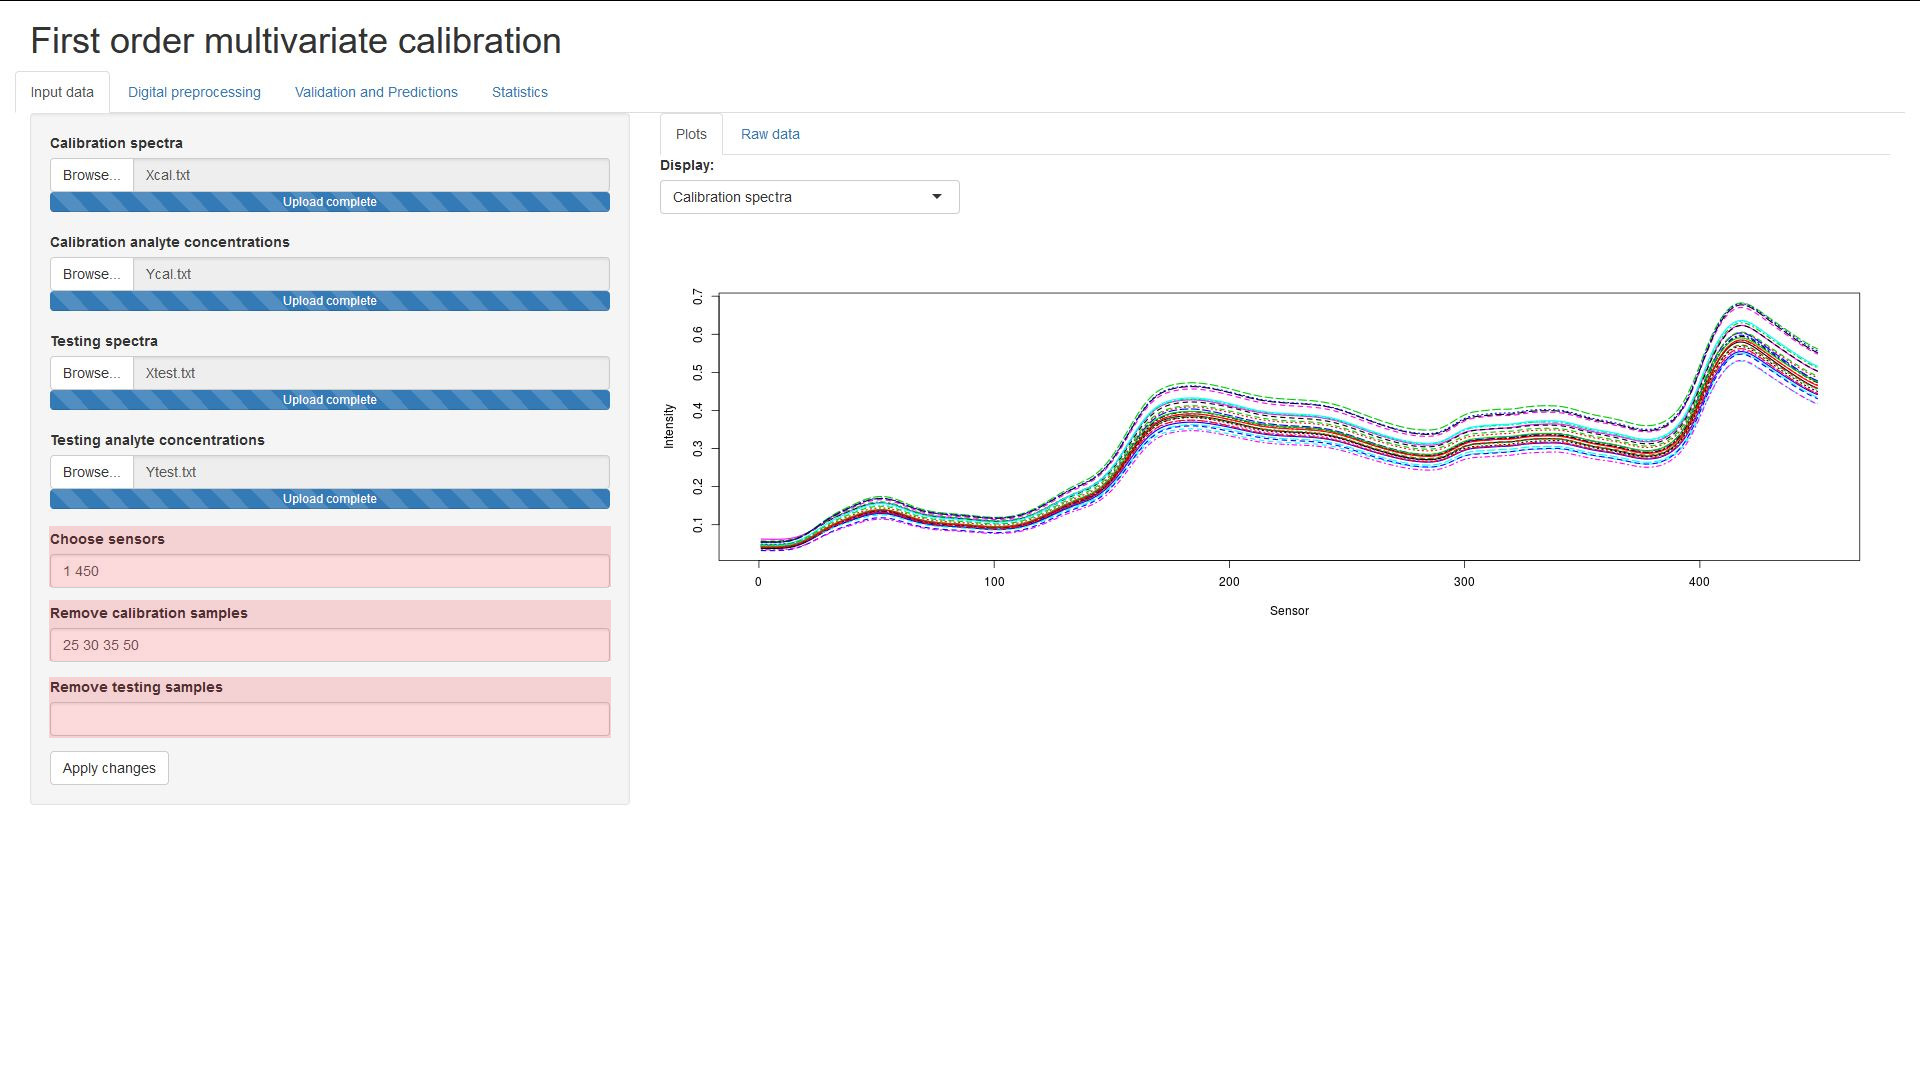 First order multivariate calibration
Input data Digital preprocessing Validation and Predictions Statistics
Calibration spectra
Browse... Xcal.txt
Upload complete
Calibration analyte concentrations
Browse... Ycal.txt
Upload complete
Testing spectra
Browse... Xtest.txt
Upload complete
Testing analyte concentrations
Browse... Ytest.txt
Upload complete
Choose sensors
1 450
Remove calibration samples
25 30 35 50
Remove testing samples
Apply changes
Plots Raw data
Display:
Calibration spectra
0.7
0.6
0.5
0.4
0.3
0.2
0.1
Intensity
0 100 200 300 400
Sensor